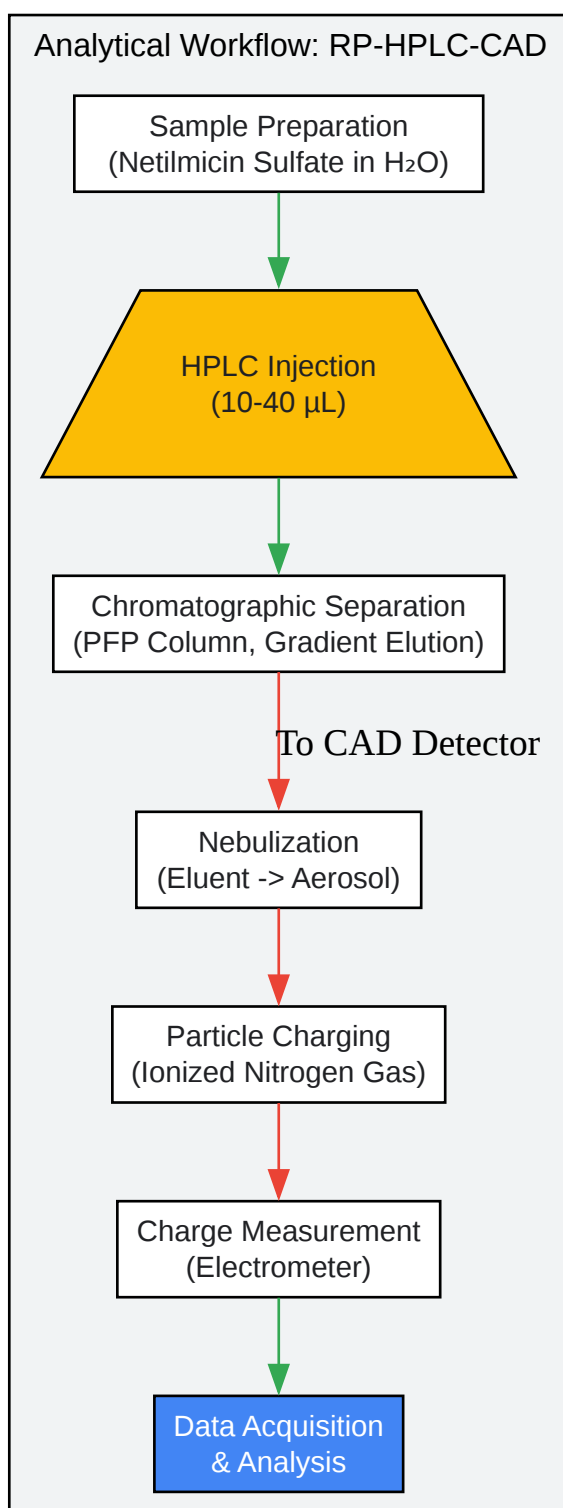 Analytical Workflow: RP-HPLC-CAD
Sample Preparation
(Netilmicin Sulfate in H₂O)
HPLC Injection
(10-40 µL)
Chromatographic Separation
(PFP Column, Gradient Elution)
To CAD Detector
Nebulization
(Eluent -> Aerosol)
Particle Charging
(Ionized Nitrogen Gas)
Charge Measurement
(Electrometer)
Data Acquisition
& Analysis